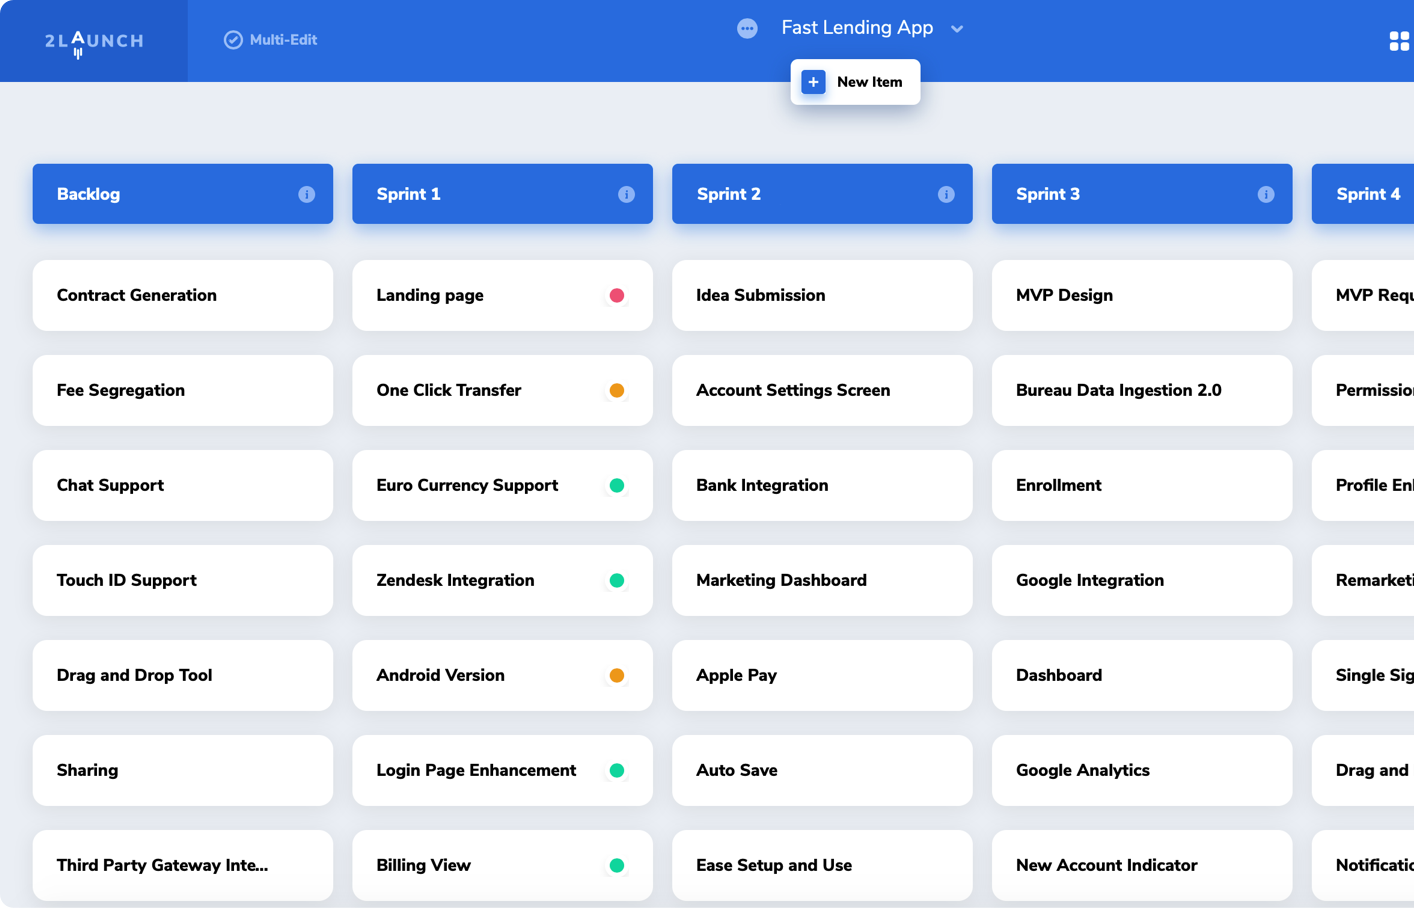 2LAUNCH
Multi-Edit
Fast Lending App
New Item
Backlog
Sprint 1
Sprint 2
Sprint 3
Sprint 4
Contract Generation
Landing page
Idea Submission
MVP Design
MVP Requ
Fee Segregation
One Click Transfer
Account Settings Screen
Bureau Data Ingestion 2.0
Permission
Chat Support
Euro Currency Support
Bank Integration
Enrollment
Profile Enh
Touch ID Support
Zendesk Integration
Marketing Dashboard
Google Integration
Remarketi
Drag and Drop Tool
Android Version
Apple Pay
Dashboard
Single Sig
Sharing
Login Page Enhancement
Auto Save
Google Analytics
Drag and
Third Party Gateway Inte...
Billing View
Ease Setup and Use
New Account Indicator
Notificatio